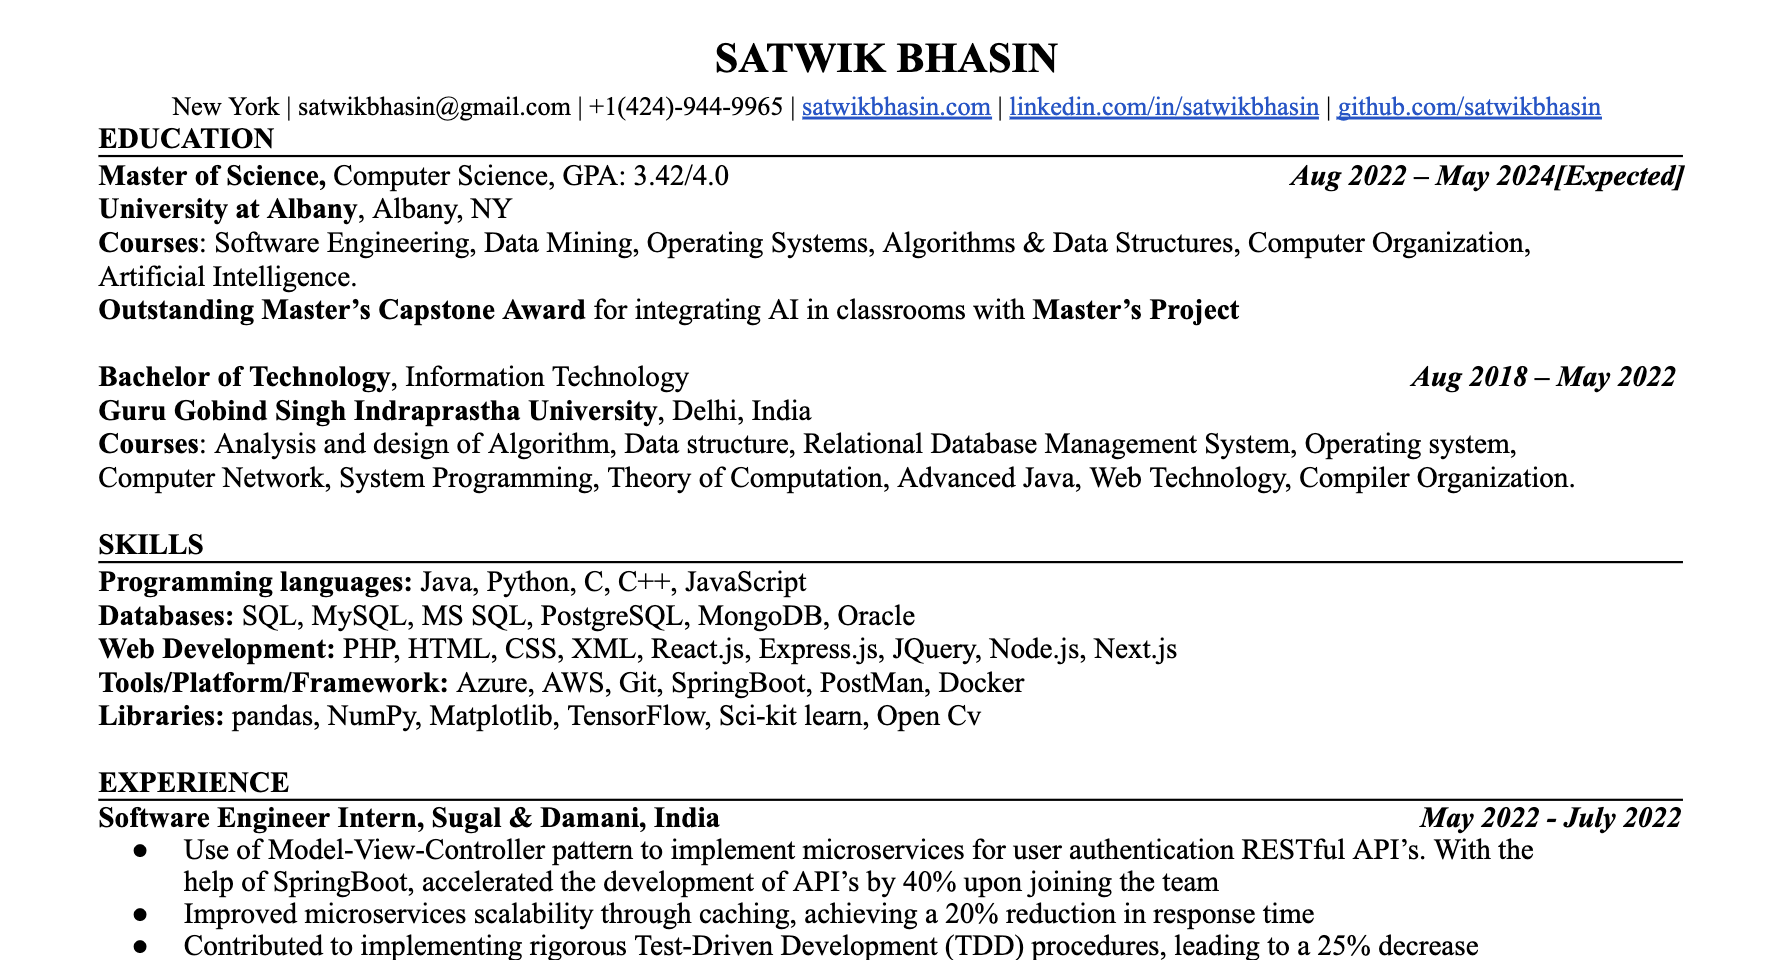 SATWIK BHASIN
New York | satwikbhasin@gmail.com | +1(424)-944-9965 | satwikbhasin.com | linkedin.com/in/satwikbhasin | github.com/satwikbhasin
EDUCATION
Master of Science, Computer Science, GPA: 3.42/4.0 Aug 2022 – May 2024[Expected]
University at Albany, Albany, NY
Courses: Software Engineering, Data Mining, Operating Systems, Algorithms & Data Structures, Computer Organization,
Artificial Intelligence.
Outstanding Master’s Capstone Award for integrating AI in classrooms with Master’s Project
Bachelor of Technology, Information Technology Aug 2018 – May 2022
Guru Gobind Singh Indraprastha University, Delhi, India
Courses: Analysis and design of Algorithm, Data structure, Relational Database Management System, Operating system,
Computer Network, System Programming, Theory of Computation, Advanced Java, Web Technology, Compiler Organization.
SKILLS
Programming languages: Java, Python, C, C++, JavaScript
Databases: SQL, MySQL, MS SQL, PostgreSQL, MongoDB, Oracle
Web Development: PHP, HTML, CSS, XML, React.js, Express.js, JQuery, Node.js, Next.js
Tools/Platform/Framework: Azure, AWS, Git, SpringBoot, PostMan, Docker
Libraries: pandas, NumPy, Matplotlib, TensorFlow, Sci-kit learn, Open Cv
EXPERIENCE
Software Engineer Intern, Sugal & Damani, India May 2022 - July 2022
● Use of Model-View-Controller pattern to implement microservices for user authentication RESTful API’s. With the
help of SpringBoot, accelerated the development of API’s by 40% upon joining the team
● Improved microservices scalability through caching, achieving a 20% reduction in response time
● Contributed to implementing rigorous Test-Driven Development (TDD) procedures, leading to a 25% decrease